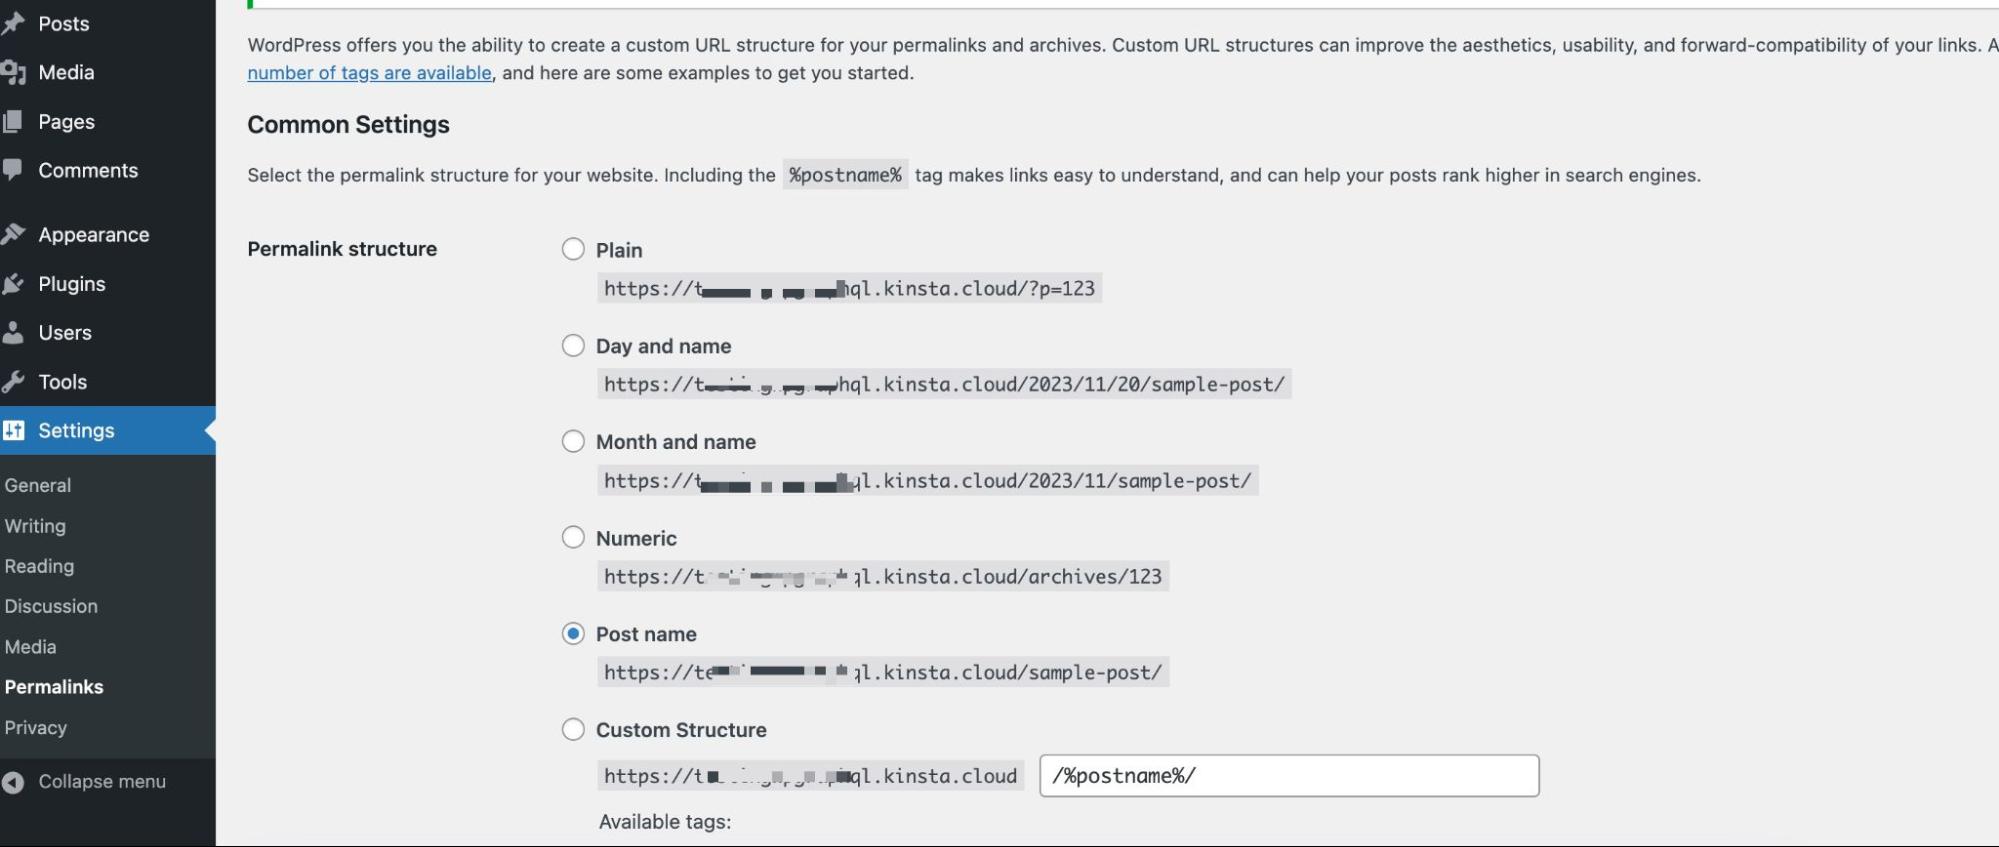 Posts
Media
Pages
Comments
Appearance
Plugins
Users
Tools
Settings
General
Writing
Reading
Discussion
Media
Permalinks
Privacy
Collapse menu
WordPress offers you the ability to create a custom URL structure for your permalinks and archives. Custom URL structures can improve the aesthetics, usability, and forward-compatibility of your links. A
number of tags are available, and here are some examples to get you started.
Common Settings
Select the permalink structure for your website. Including the %postname% tag makes links easy to understand, and can help your posts rank higher in search engines.
Permalink structure
Plain
https://t hql.kinsta.cloud/?p=123
Day and name
https://t hql.kinsta.cloud/2023/11/20/sample-post/
Month and name
https://t ql.kinsta.cloud/2023/11/sample-post/
Numeric
https://t ql.kinsta.cloud/archives/123
Post name
https://te ql.kinsta.cloud/sample-post/
Custom Structure
https://t ql.kinsta.cloud /%postname%/
Available tags: